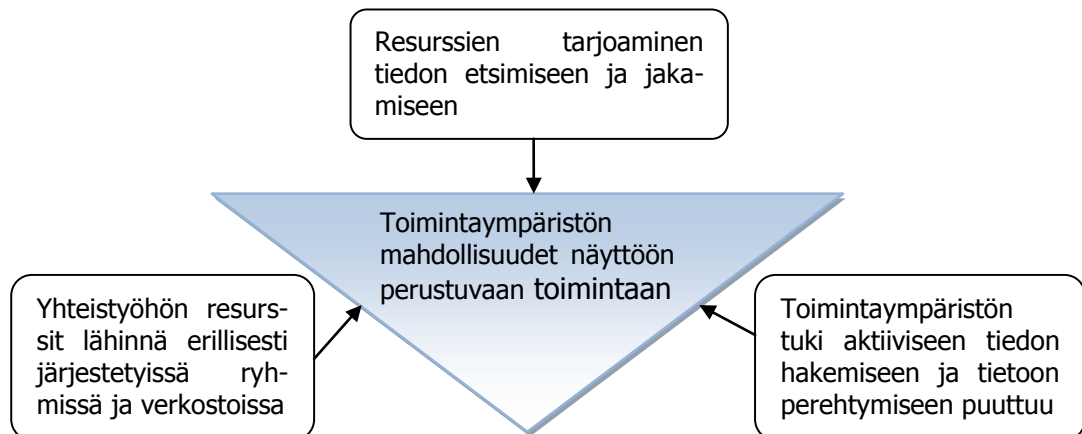 Resurssien tarjoaminen
tiedon etsimiseen ja jaka-
miseen
Toimintaympäristön
mahdollisuudet näyttöön
perustuvaan toimintaan
Yhteistyöhön resurs-
sit lähinnä erillisesti
järjestetyissä ryh-
missä ja verkostoissa
Toimintaympäristön
tuki aktiiviseen tiedon
hakemiseen ja tietoon
perehtymiseen puuttuu